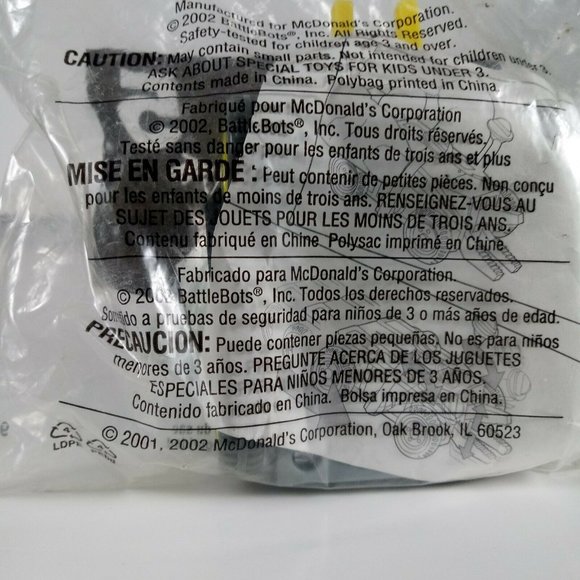 Manufactured for McDonald's Corporation.
© 2002 BattleBots®, Inc. All Rights Reserved.
Safety-tested for children age 3 and over.
CAUTION: May contain small parts. Not intended for children under 3.
ASK ABOUT SPECIAL TOYS FOR KIDS UNDER 3.
Contents made in China. Polybag printed in China.
Fabriqué pour McDonald's Corporation
© 2002, BattleBots®, Inc. Tous droits réservés.
Testé sans danger pour enfants de trois ans et plus
MISE EN GARDE : Peut contenir de petites pièces. Non conçu
pour les enfants de moins de trois ans. RENSEIGNEZ-VOUS AU
SUJET DES JOUETS POUR LES MOINS DE TROIS ANS.
Contenu fabriqué en Chine Polysac imprimé en Chine.
Fabricado para McDonald's Corporation.
© 2002 BattleBots®, Inc. Todos los derechos reservados.
Sometido a pruebas de seguridad para niños de 3 o más años de edad.
PRECAUCION: Puede contener piezas pequeñas. No es para niños
menores de 3 años. PREGUNTE ACERCA DE LOS JUGUETES
ESPECIALES PARA NIÑOS MENORES DE 3 AÑOS.
Contenido fabricado en China. Bolsa impresa en China.
© 2001, 2002 McDonald's Corporation, Oak Brook, IL 60523
LDPE